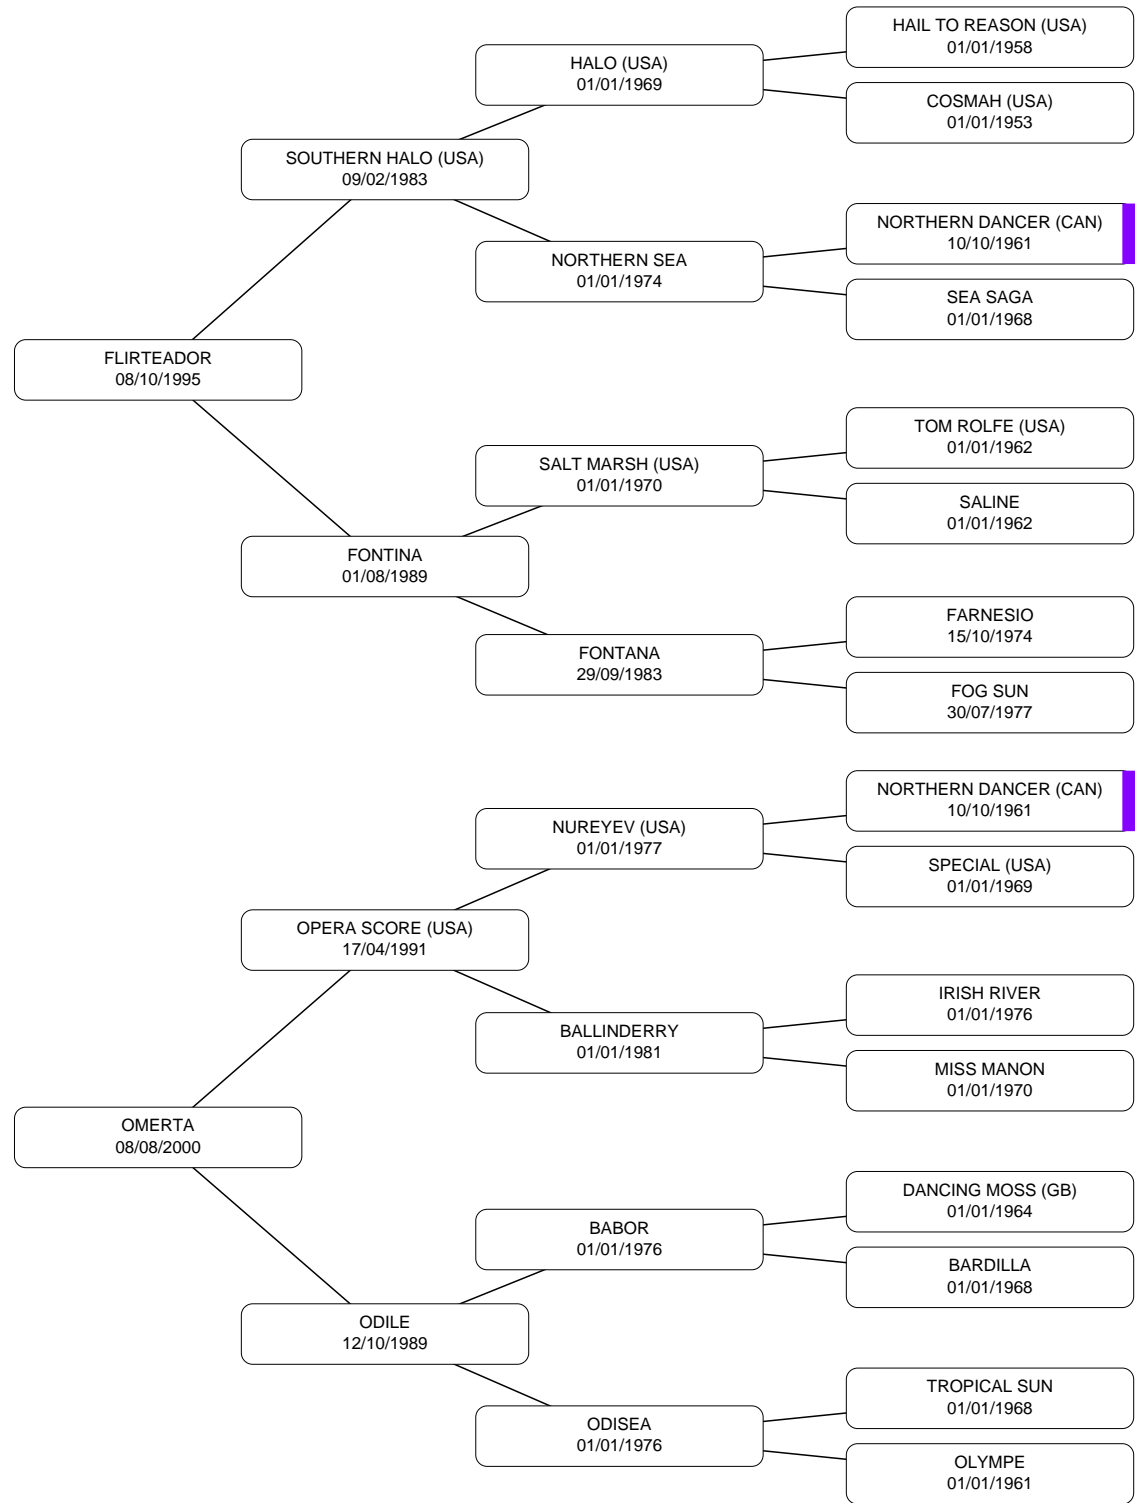 HAIL TO REASON (USA)
01/01/1958
HALO (USA)
01/01/1969
COSMAH (USA)
01/01/1953
SOUTHERN HALO (USA)
09/02/1983
NORTHERN DANCER (CAN)
10/10/1961
NORTHERN SEA
01/01/1974
SEA SAGA
01/01/1968
FLIRTEADOR
08/10/1995
TOM ROLFE (USA)
01/01/1962
SALT MARSH (USA)
01/01/1970
SALINE
01/01/1962
FONTINA
01/08/1989
FARNESIO
15/10/1974
FONTANA
29/09/1983
FOG SUN
30/07/1977
NORTHERN DANCER (CAN)
10/10/1961
NUREYEV (USA)
01/01/1977
SPECIAL (USA)
01/01/1969
OPERA SCORE (USA)
17/04/1991
IRISH RIVER
01/01/1976
BALLINDERRY
01/01/1981
MISS MANON
01/01/1970
OMERTA
08/08/2000
DANCING MOSS (GB)
01/01/1964
BABOR
01/01/1976
BARDILLA
01/01/1968
ODILE
12/10/1989
TROPICAL SUN
01/01/1968
ODISEA
01/01/1976
OLYMPE
01/01/1961